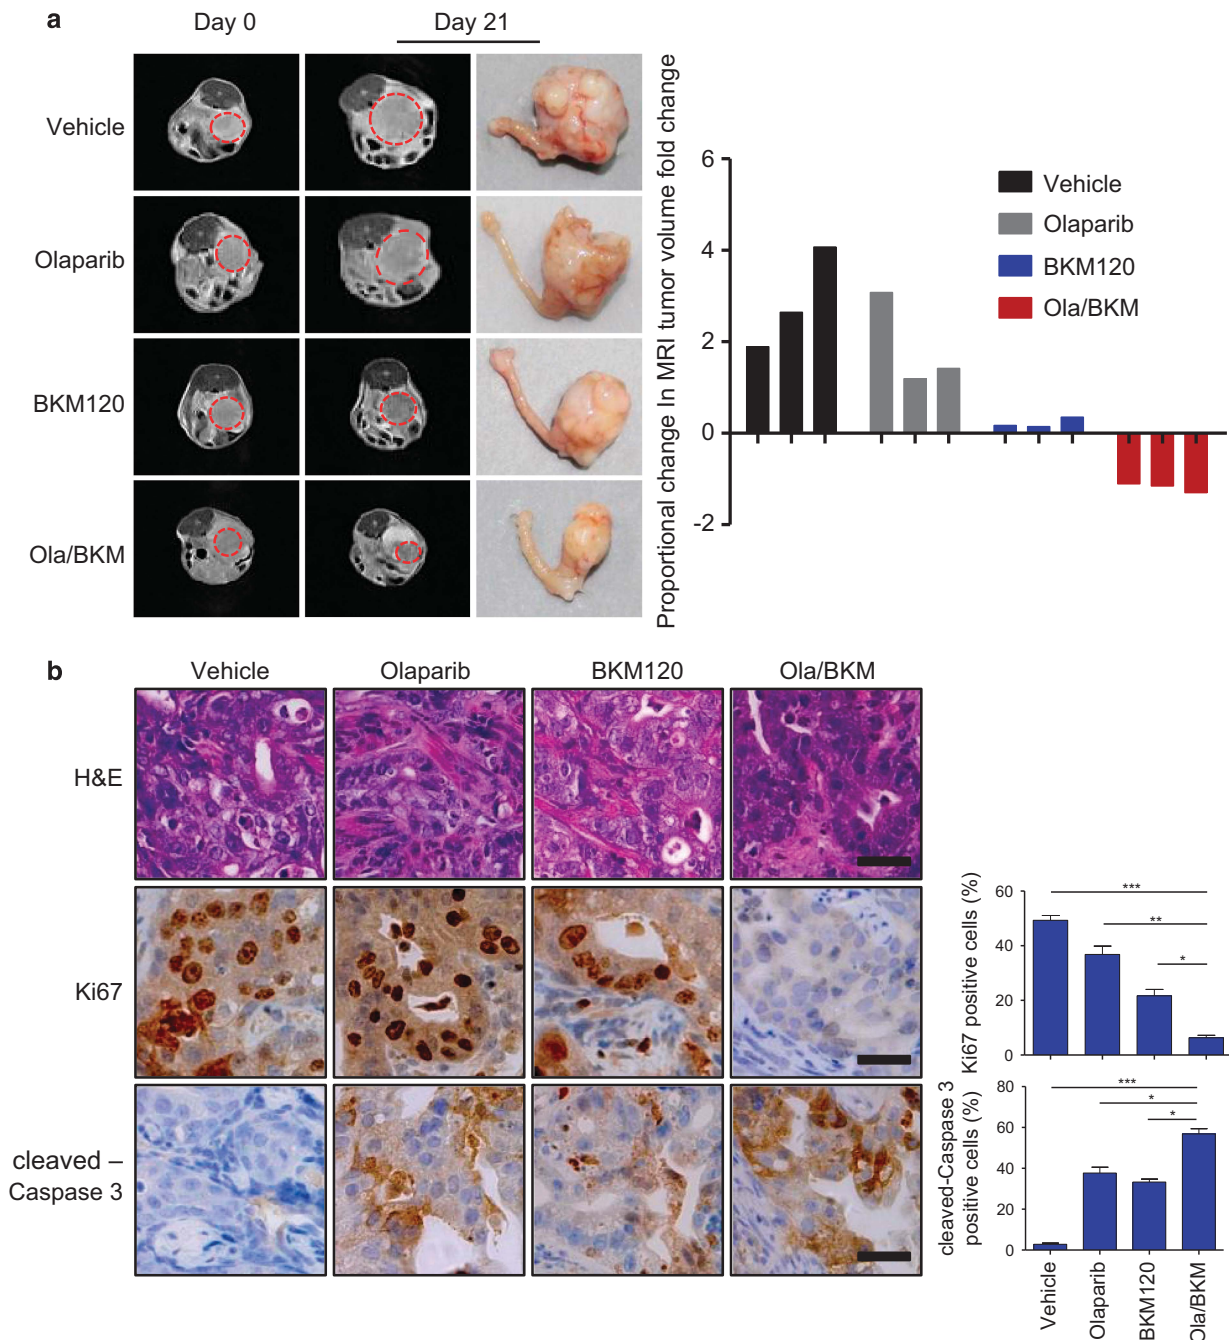 a
Day 0
Day 21
Vehicle
Olaparib
BKM120
Ola/BKM
Proportional change In MRI tumor volume fold change
6
4
2
0
-2
Vehicle
Olaparib
BKM120
Ola/BKM
b
Vehicle
Olaparib
BKM120
Ola/BKM
H&E
Ki67
cleaved –
Caspase 3
Ki67 positive cells (%)
60
40
20
0
***
**
*
cleaved-Caspase 3
positive cells (%)
80
60
40
20
0
***
*
*
Vehicle
Olaparib
BKM120
Ola/BKM